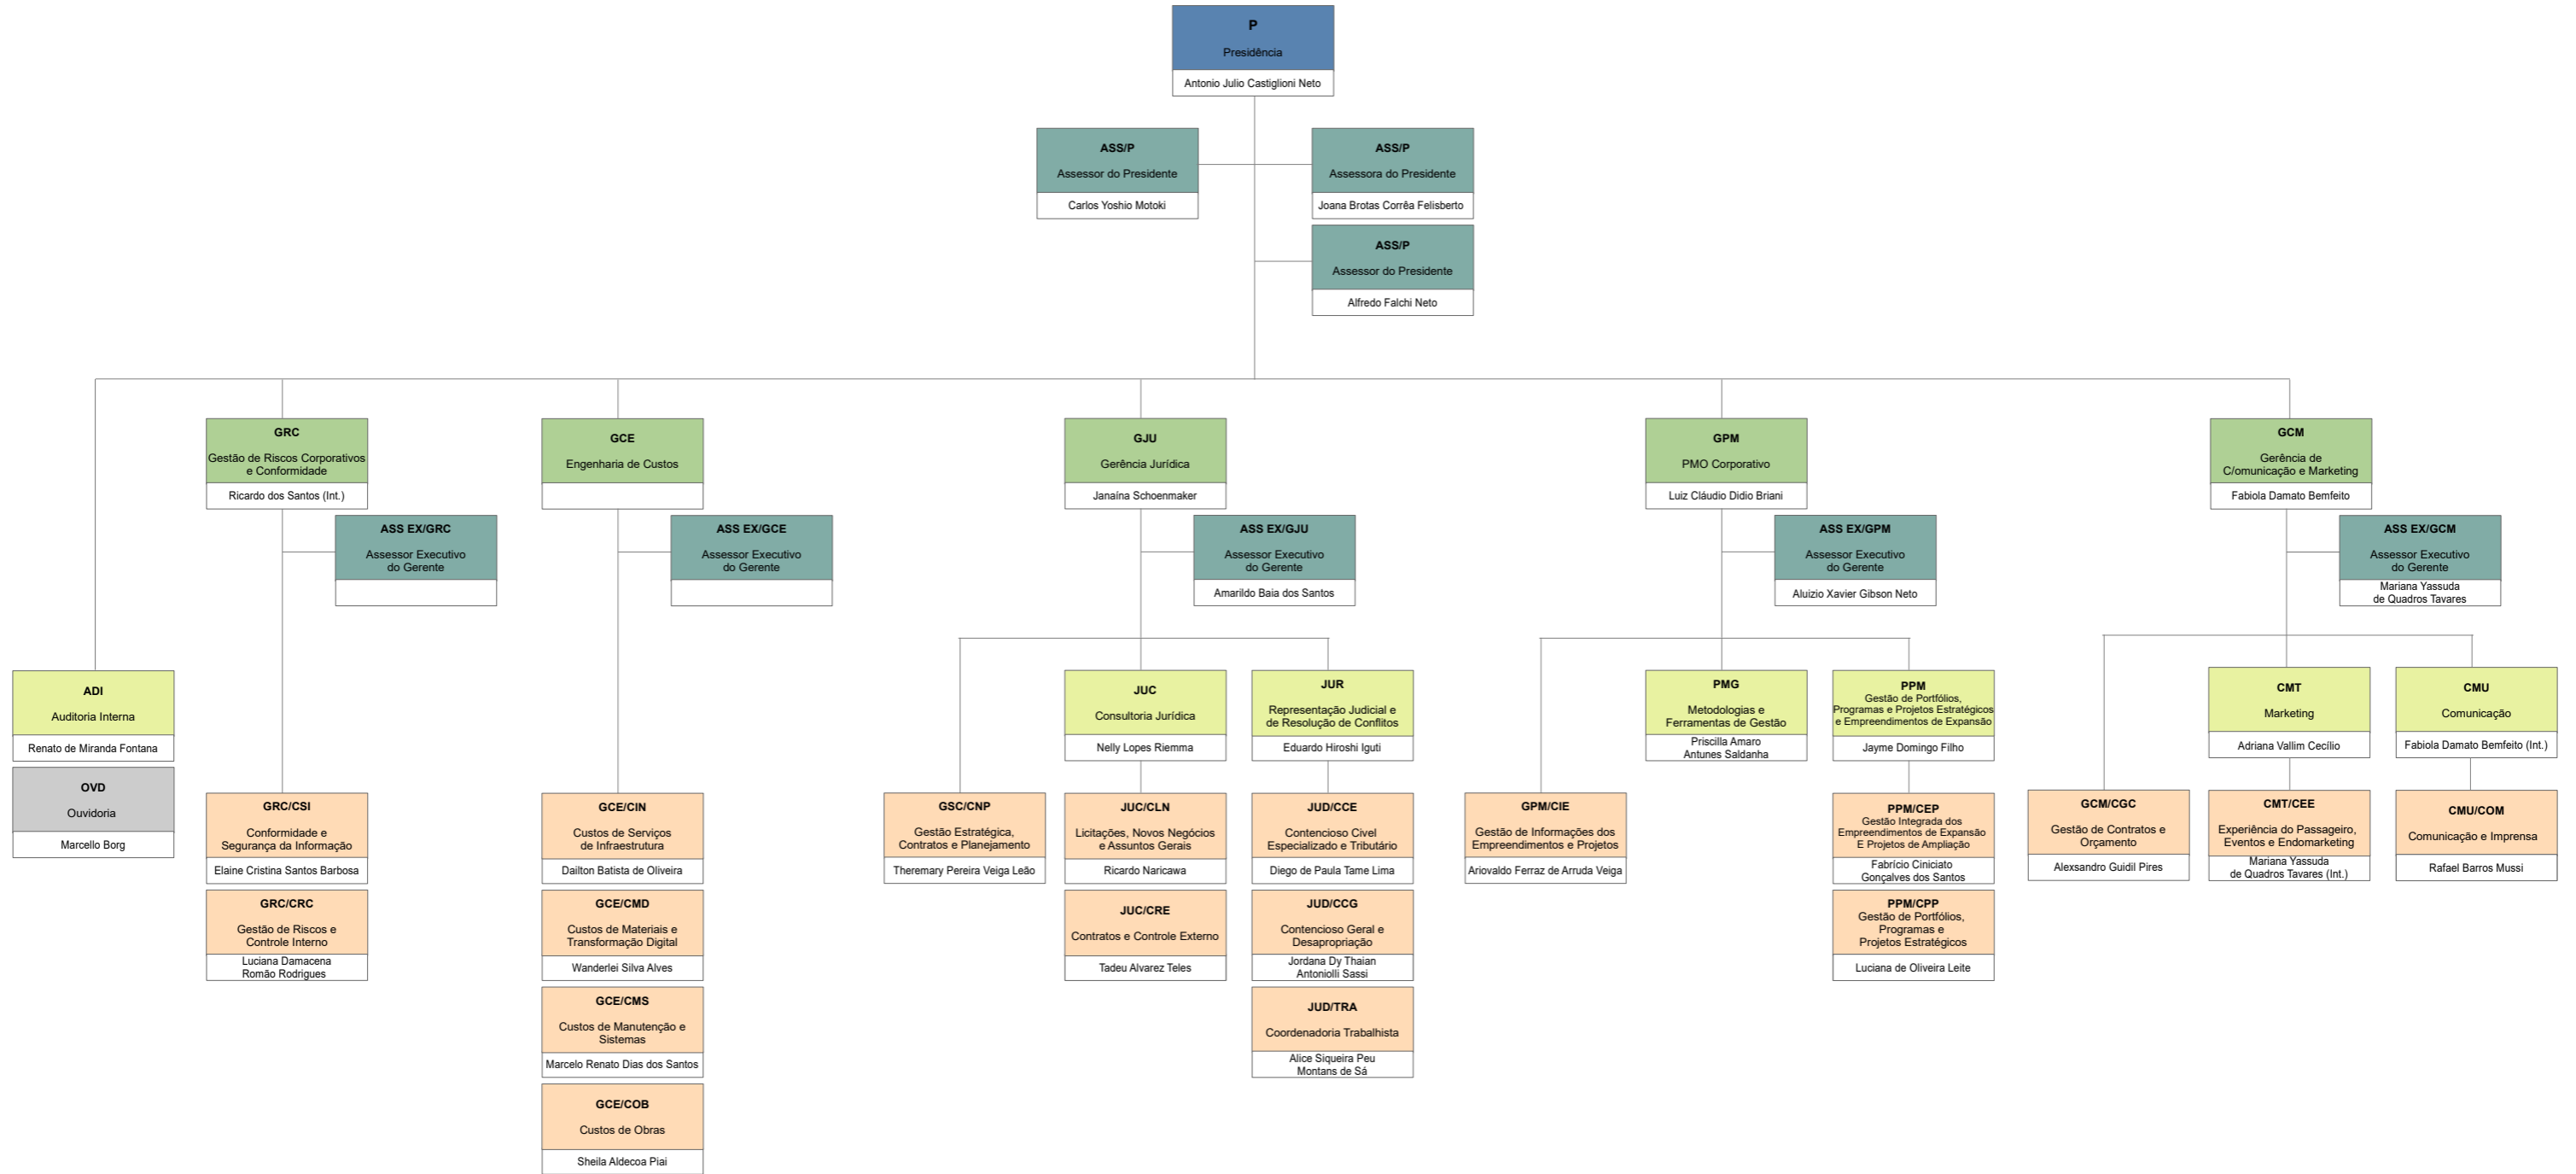 P
Presidência
Antonio Julio Castiglioni Neto
ASS/P
Assessor do Presidente
Carlos Yoshio Motoki
ASS/P
Assessora do Presidente
Joana Brotas Corrêa Felisberto
ASS/P
Assessor do Presidente
Alfredo Falchi Neto
GRC
Gestão de Riscos Corporativos
e Conformidade
Ricardo dos Santos (Int.)
GCE
Engenharia de Custos
GJU
Gerência Jurídica
Janaína Schoenmaker
GPM
PMO Corporativo
Luiz Cláudio Didio Briani
GCM
Gerência de
C/omunicação e Marketing
Fabiola Damato Bemfeito
ASS EX/GRC
Assessor Executivo
do Gerente
ASS EX/GCE
Assessor Executivo
do Gerente
ASS EX/GJU
Assessor Executivo
do Gerente
Amarildo Baia dos Santos
ASS EX/GPM
Assessor Executivo
do Gerente
Aluizio Xavier Gibson Neto
ASS EX/GCM
Assessor Executivo
do Gerente
Mariana Yassuda
de Quadros Tavares
ADI
Auditoria Interna
Renato de Miranda Fontana
OVD
Ouvidoria
Marcello Borg
JUC
Consultoria Jurídica
Nelly Lopes Riemma
JUR
Representação Judicial e
de Resolução de Conflitos
Eduardo Hiroshi Iguti
PMG
Metodologias e
Ferramentas de Gestão
Priscilla Amaro
Antunes Saldanha
PPM
Gestão de Portfólios,
Programas e Projetos Estratégicos
e Empreendimentos de Expansão
Jayme Domingo Filho
CMT
Marketing
Adriana Vallim Cecílio
CMU
Comunicação
Fabiola Damato Bemfeito (Int.)
GRC/CSI
Conformidade e
Segurança da Informação
Elaine Cristina Santos Barbosa
GRC/CRC
Gestão de Riscos e
Controle Interno
Luciana Damacena
Romão Rodrigues
GCE/CIN
Custos de Serviços
de Infraestrutura
Dailton Batista de Oliveira
GCE/CMD
Custos de Materiais e
Transformação Digital
Wanderlei Silva Alves
GCE/CMS
Custos de Manutenção e
Sistemas
Marcelo Renato Dias dos Santos
GCE/COB
Custos de Obras
Sheila Aldecoa Piai
GSC/CNP
Gestão Estratégica,
Contratos e Planejamento
Theremary Pereira Veiga Leão
JUC/CLN
Licitações, Novos Negócios
e Assuntos Gerais
Ricardo Naricawa
JUC/CRE
Contratos e Controle Externo
Tadeu Alvarez Teles
JUD/CCE
Contencioso Civel
Especializado e Tributário
Diego de Paula Tame Lima
JUD/CCG
Contencioso Geral e
Desapropriação
Jordana Dy Thaian
Antoniolli Sassi
JUD/TRA
Coordenadoria Trabalhista
Alice Siqueira Peu
Montans de Sá
GPM/CIE
Gestão de Informações dos
Empreendimentos e Projetos
Ariovaldo Ferraz de Arruda Veiga
PPM/CEP
Gestão Integrada dos
Empreendimentos de Expansão
E Projetos de Ampliação
Fabrício Ciniciato
Gonçalves dos Santos
PPM/CPP
Gestão de Portfólios,
Programas e
Projetos Estratégicos
Luciana de Oliveira Leite
GCM/CGC
Gestão de Contratos e
Orçamento
Alexsandro Guidil Pires
CMT/CEE
Experiência do Passageiro,
Eventos e Endomarketing
Mariana Yassuda
de Quadros Tavares (Int.)
CMU/COM
Comunicação e Imprensa
Rafael Barros Mussi